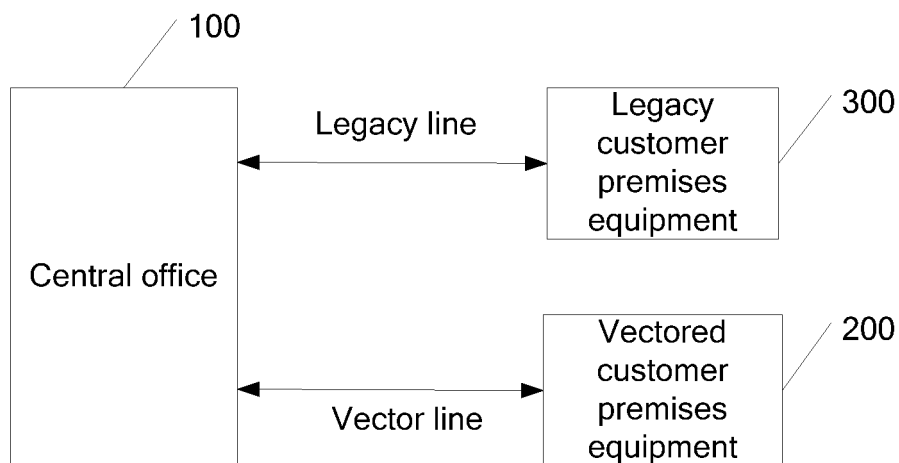 100
Legacy line
Legacy
customer
premises
equipment
300
Central office
Vector line
Vectored
customer
premises
equipment
200